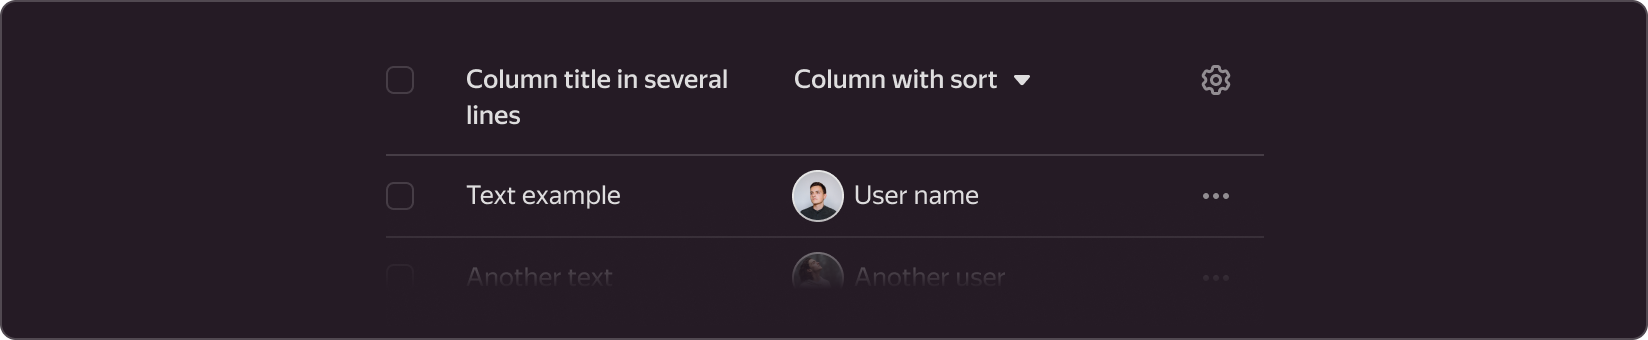 Column title in several
lines
Column with sort
Text example
User name
Another text
Another user